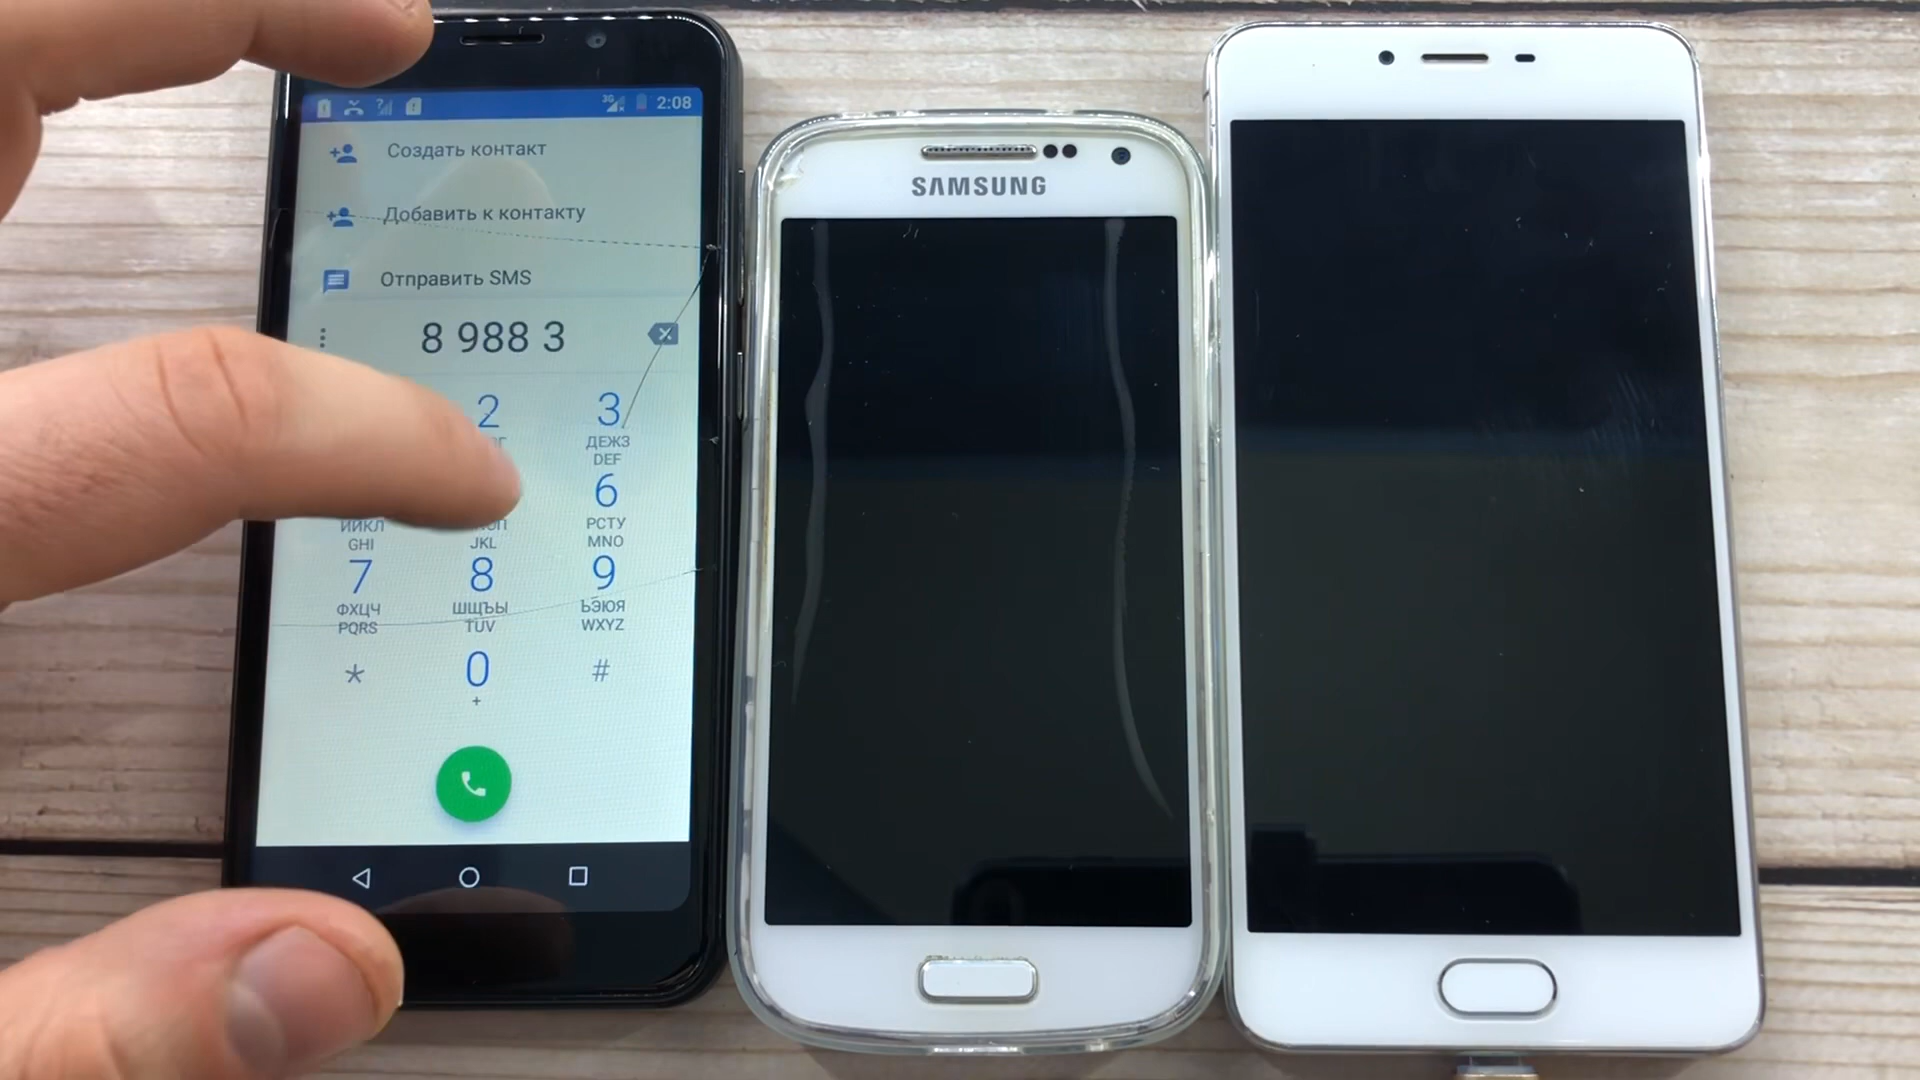 3G 2:08
Создать контакт
Добавить к контакту
Отправить SMS
8 988 3
2 3
ДЕЖЗ
DEF
6
ИЙКЛ РСТУ
GHI JKL MNO
7 8 9
ФХЦЧ ШЩЪЫ ЬЭЮЯ
PQRS TUV WXYZ
* 0 #
+
SAMSUNG